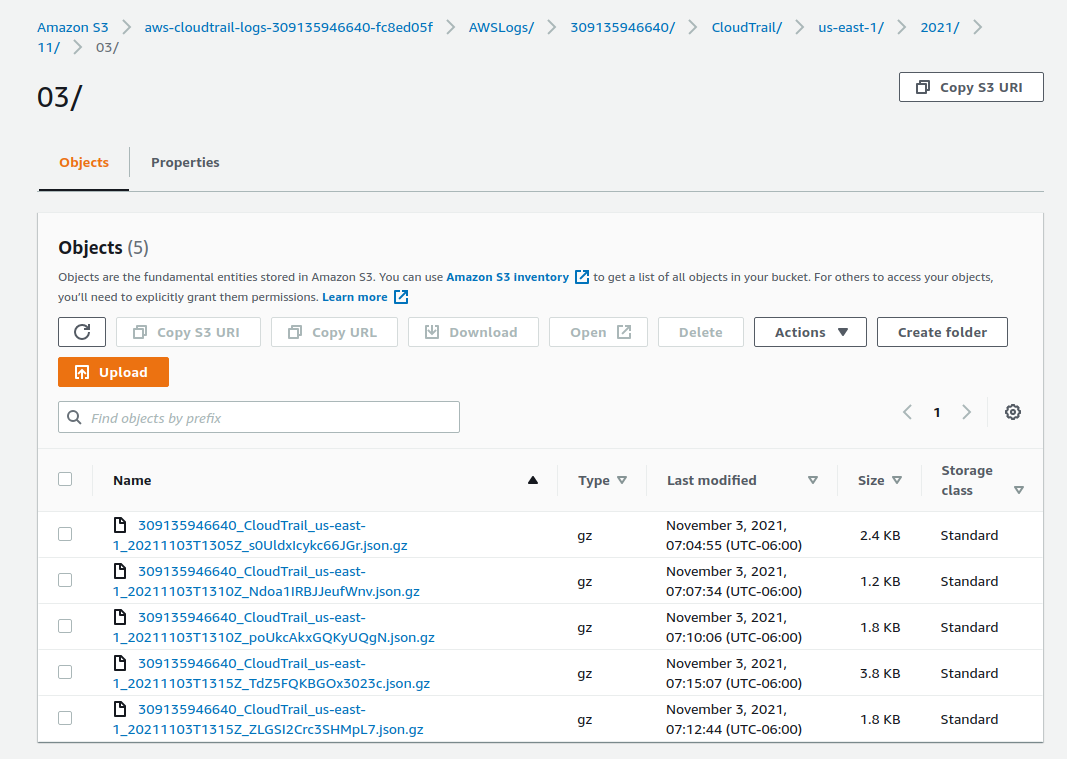 Amazon S3 aws-cloudtrail-logs-309135946640-fc8ed05f AWSLogs/ 309135946640/ CloudTrail/ us-east-1/ 2021/
11/ 03/
03/
Copy S3 URI
Objects Properties
Objects (5)
Objects are the fundamental entities stored in Amazon S3. You can use Amazon S3 inventory to get a list of all objects in your bucket. For others to access your objects,
you'll need to explicitly grant them permissions. Learn more
Copy S3 URI Copy URL Download Open Delete Actions Create folder
Upload
Find objects by prefix
1
Name Type Last modified Size Storage
class
309135946640_CloudTrail_us-east-
1_20211103T1305Z_s0UldxIcykc66JGr.json.gz
gz
November 3, 2021,
07:04:55 (UTC-06:00)
2.4 KB
Standard
309135946640_CloudTrail_us-east-
1_20211103T1310Z_Ndoa1IRBJJeufWnv.json.gz
gz
November 3, 2021,
07:07:34 (UTC-06:00)
1.2 KB
Standard
309135946640_CloudTrail_us-east-
1_20211103T1310Z_poUkcAkxGQKyUQgN.json.gz
gz
November 3, 2021,
07:10:06 (UTC-06:00)
1.8 KB
Standard
309135946640_CloudTrail_us-east-
1_20211103T1315Z_TdZ5FQKBGOx3023c.json.gz
gz
November 3, 2021,
07:15:07 (UTC-06:00)
3.8 KB
Standard
309135946640_CloudTrail_us-east-
1_20211103T1315Z_ZLGSI2Crc3SHMpL7.json.gz
gz
November 3, 2021,
07:12:44 (UTC-06:00)
1.8 KB
Standard